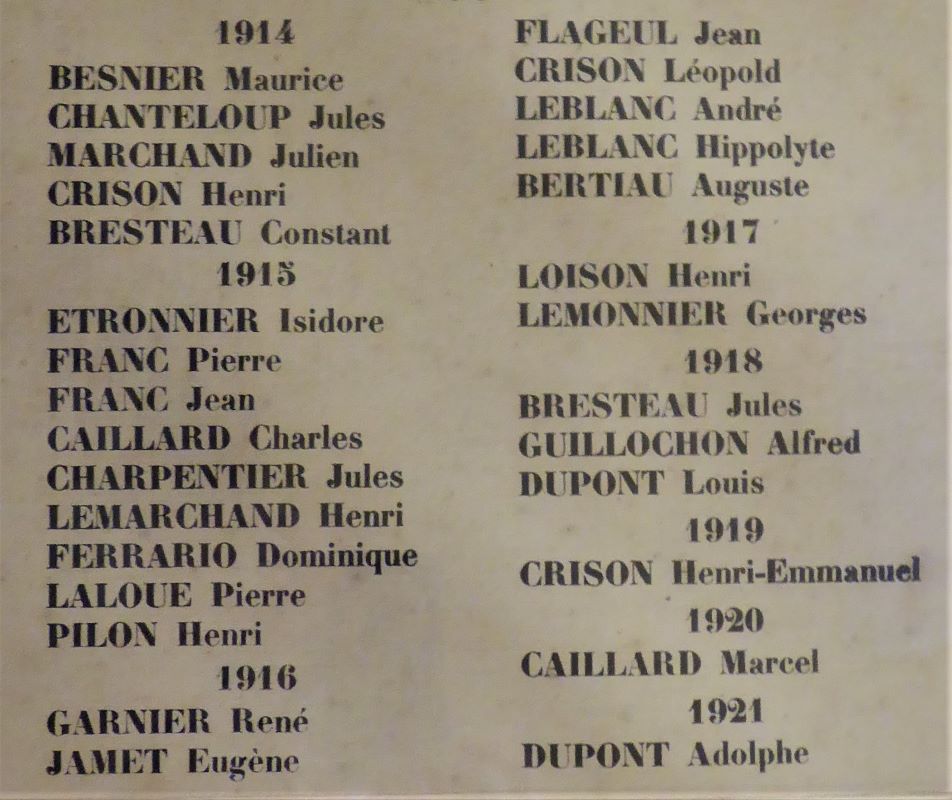 1914
BESNIER Maurice
CHANTELOUP Jules
MARCHAND Julien
CRISON Henri
BRESTEAU Constant
1915
ETRONNIER Isidore
FRANC Pierre
FRANC Jean
CAILLARD Charles
CHARPENTIER Jules
LEMARCHAND Henri
FERRARIO Dominique
LALOUE Pierre
PILON Henri
1916
GARNIER René
JAMET Eugène
FLAGEUL Jean
CRISON Léopold
LEBLANC André
LEBLANC Hippolyte
BERTIAU Auguste
1917
LOISON Henri
LEMONNIER Georges
1918
BRESTEAU Jules
GUILLOCHON Alfred
DUPONT Louis
1919
CRISON Henri-Emmanuel
1920
CAILLARD Marcel
1921
DUPONT Adolphe